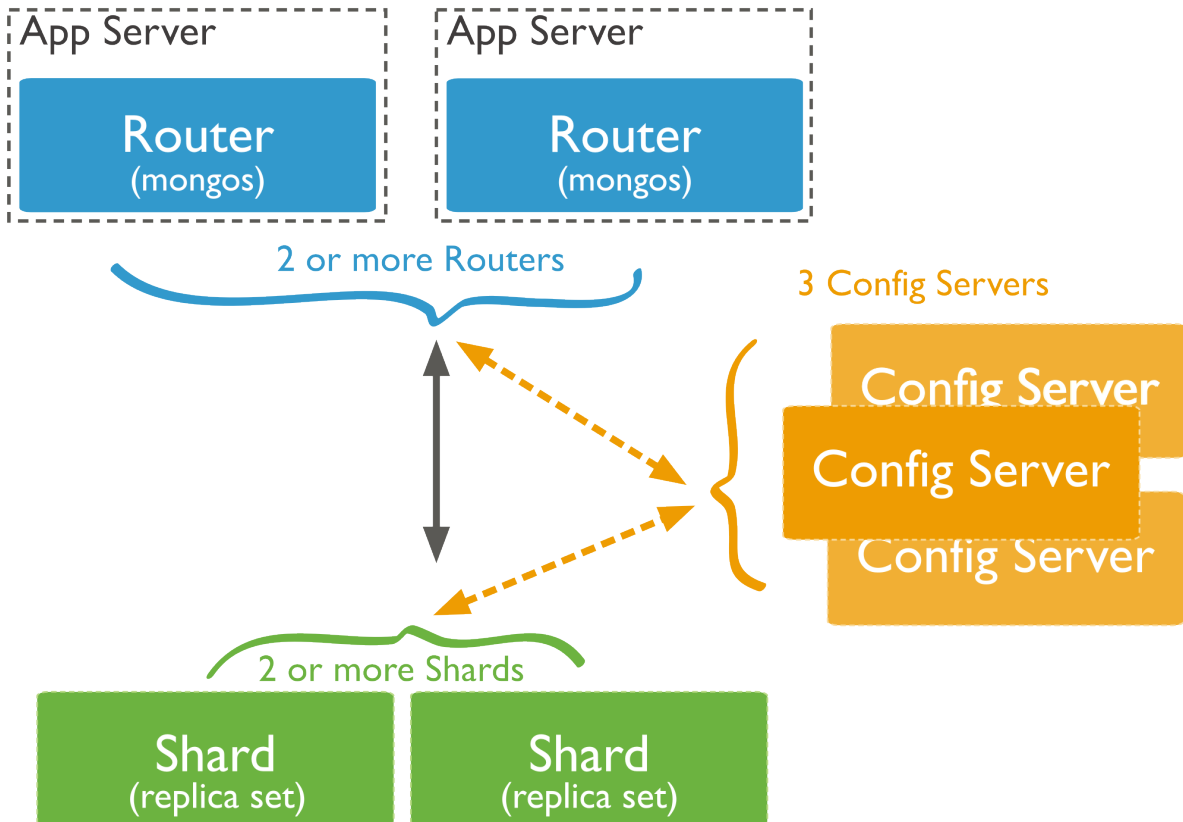 App Server
Router
(mongos)
App Server
Router
(mongos)
2 or more Routers
3 Config Servers
Config Server
Config Server
Config Server
2 or more Shards
Shard
(replica set)
Shard
(replica set)